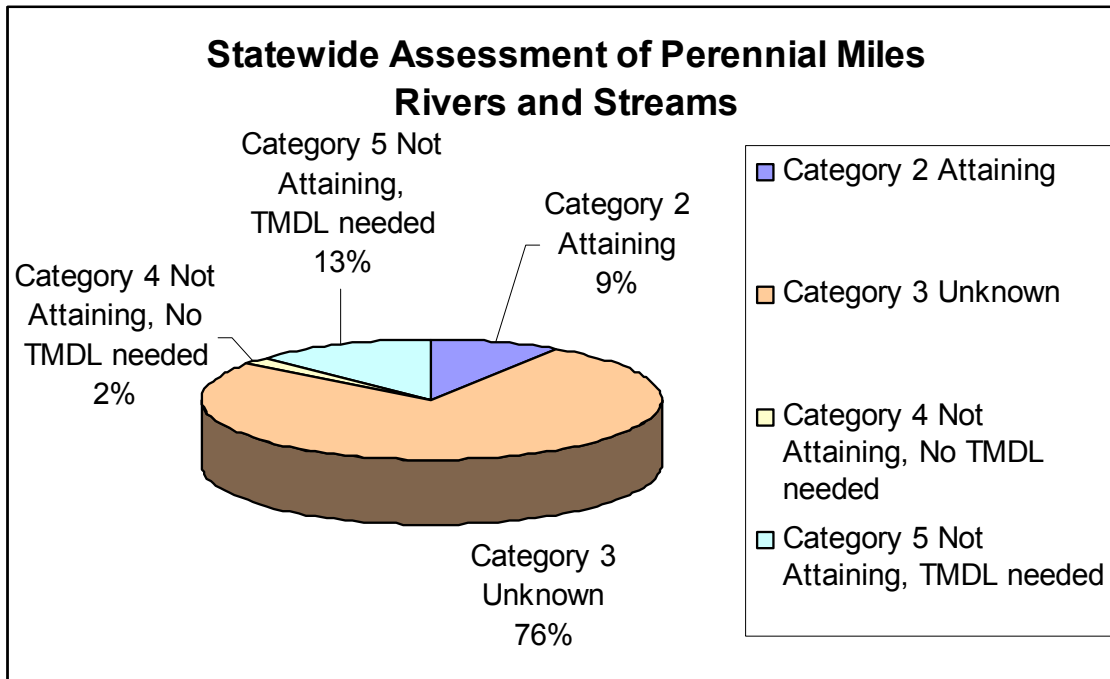 Statewide Assessment of Perennial Miles
Rivers and Streams
Category 5 Not
Attaining,
TMDL needed
13%
Category 2
Attaining
9%
Category 4 Not
Attaining, No
TMDL needed
2%
Category 3
Unknown
76%
Category 2 Attaining
Category 3 Unknown
Category 4 Not
Attaining, No TMDL
needed
Category 5 Not
Attaining, TMDL needed